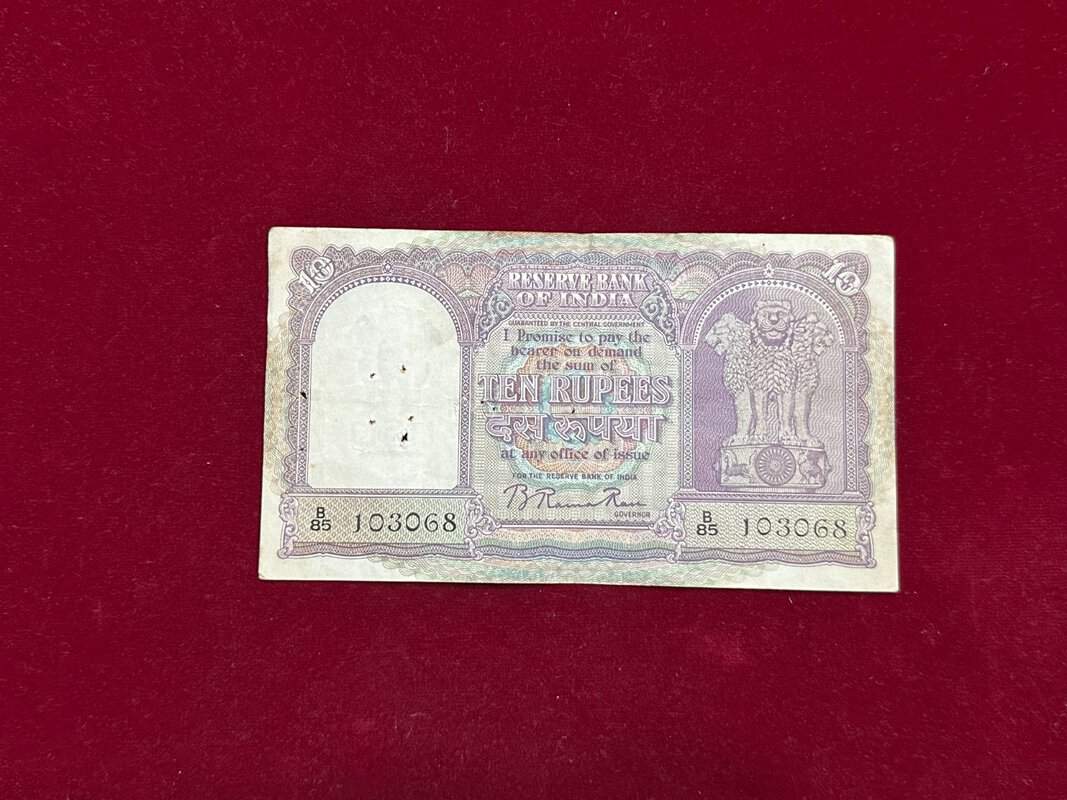 10
10
RESERVE BANK
OF INDIA
GUARANTEED BY THE CENTRAL GOVERNMENT
I Promise to pay the
bearer on demand
the sum of
TEN RUPEES
दस रूपया
at any office of issue
FOR THE RESERVE BANK OF INDIA
B Rama Rau
GOVERNOR
B
85 103068
B
85 103068